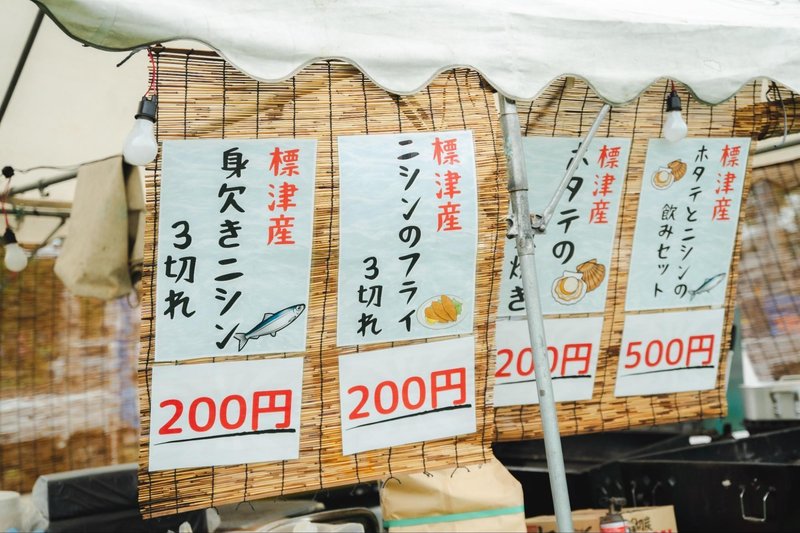 標津産
身欠きニシン
3切れ
200円
標津産
ニシンのフライ
3切れ
200円
標津産
ホタテの
200円
標津産
ホタテとニシンの
飲みセット
500円